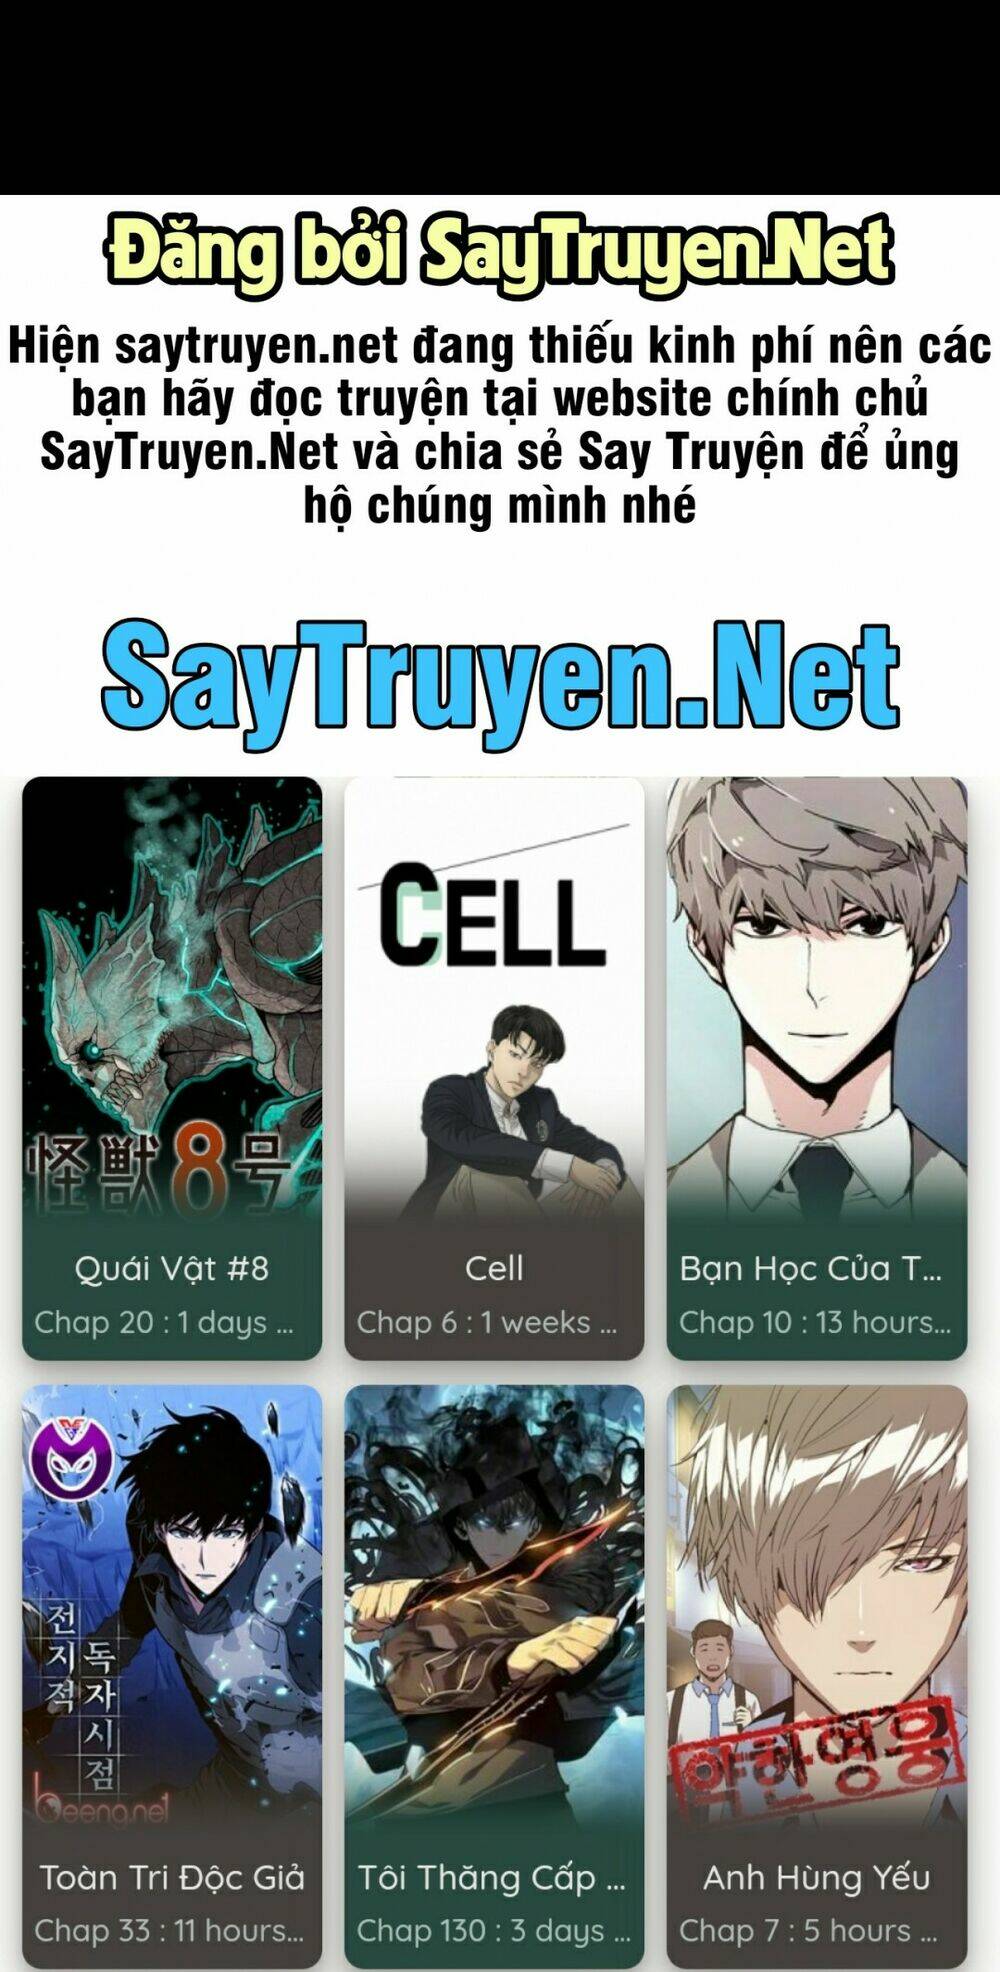 Đăng bởi SayTruyen.Net
Hiện saytruyen.net đang thiếu kinh phí nên các
bạn hãy đọc truyện tại website chính chủ
SayTruyen.Net và chia sẻ Say Truyện để ủng
hộ chúng mình nhé
SayTruyen.Net
怪獣8号
Quái Vật #8
Chap 20 : 1 days ...
CELL
Cell
Chap 6 : 1 weeks ...
Bạn Học Của T...
Chap 10 : 13 hours...
전지적
독자시점
beeng.net
Toàn Tri Độc Giả
Chap 33 : 11 hours...
Tôi Thăng Cấp ...
Chap 130 : 3 days ...
약한영웅
Anh Hùng Yếu
Chap 7 : 5 hours ...